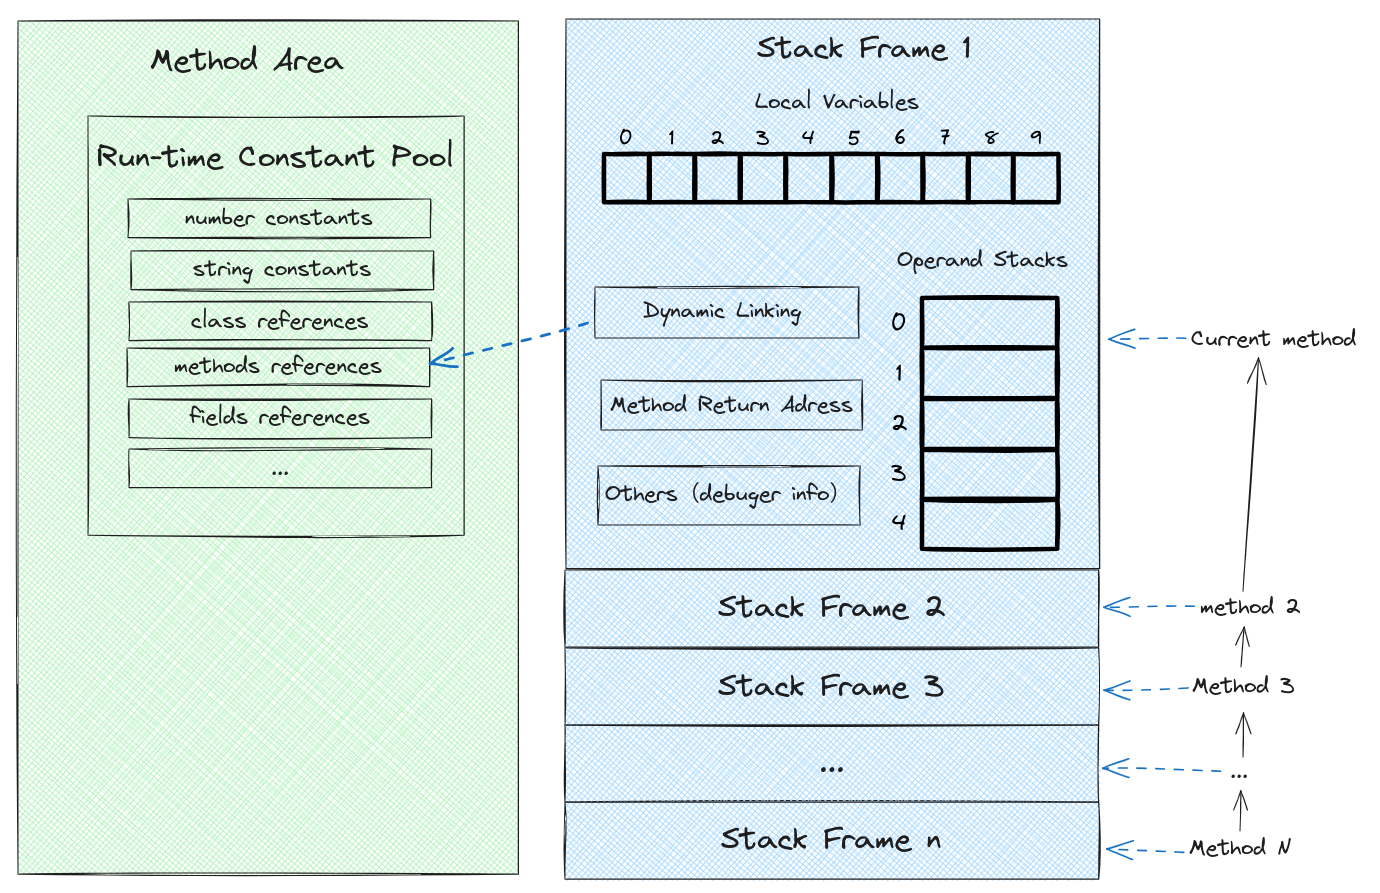 Method Area
Run-time Constant Pool
number constants
string constants
class references
methods references
fields references
...
Stack Frame 1
Local Variables
0 1 2 3 4 5 6 7 8 9
Operand Stacks
Dynamic Linking
Method Return Adress
Others (debuger info)
0
1
2
3
4
Stack Frame 2
Stack Frame 3
...
Stack Frame n
Current method
method 2
Method 3
...
Method N